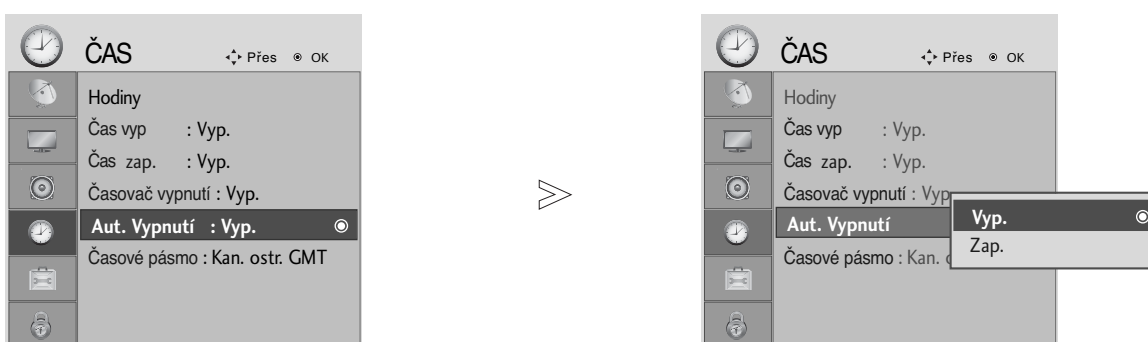 ČAS Přes OK
Hodiny
Čas vyp : Vyp.
Čas zap. : Vyp.
Časovač vypnutí : Vyp.
Aut. Vypnutí : Vyp.
Časové pásmo : Kan. ostr. GMT
ČAS Přes OK
Hodiny
Čas vyp : Vyp.
Čas zap. : Vyp.
Časovač vypnutí : Vyp
Aut. Vypnutí
Časové pásmo : Kan.
Vyp.
Zap.